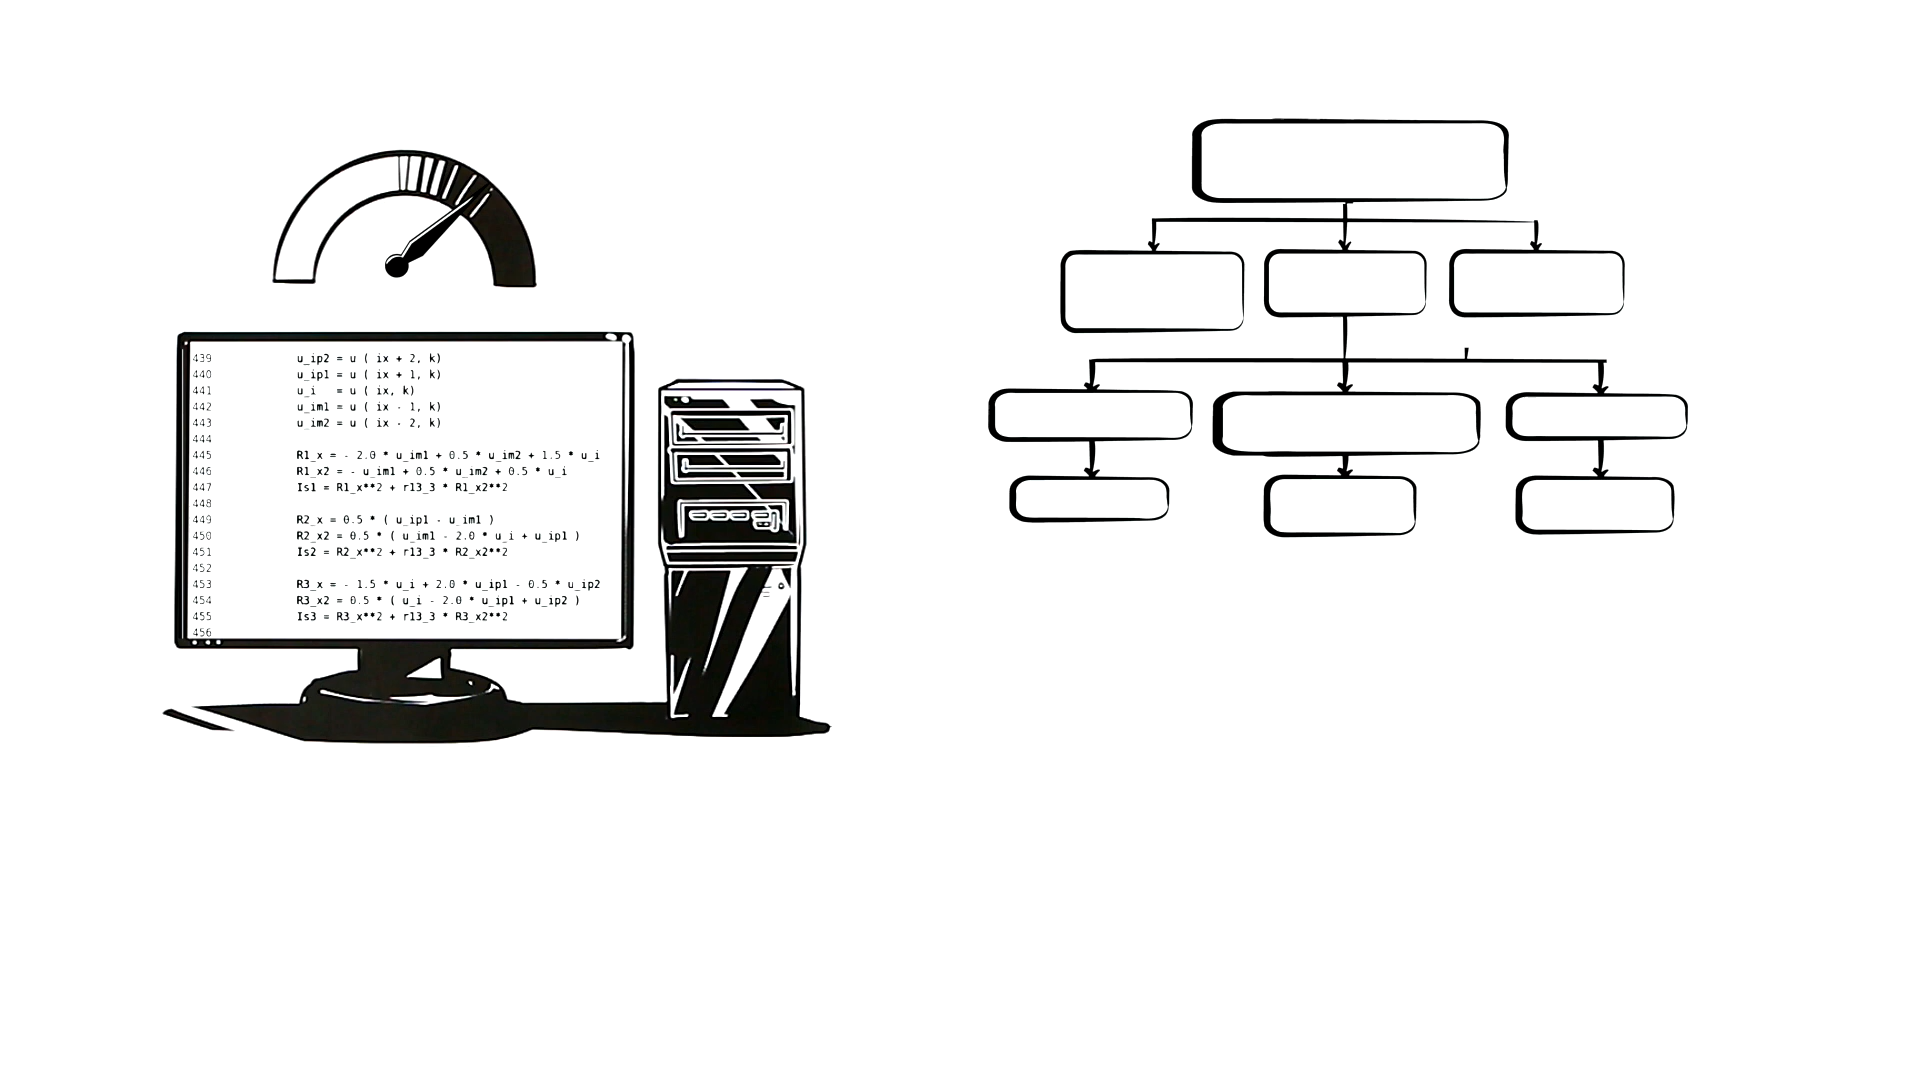 439 u_ip2 = u ( ix + 2, k)
440 u_ip1 = u ( ix + 1, k)
441 u_i = u ( ix, k)
442 u_im1 = u ( ix - 1, k)
443 u_im2 = u ( ix - 2, k)
444
445 R1_x = - 2.0 * u_im1 + 0.5 * u_im2 + 1.5 * u_i
446 R1_x2 = - u_im1 + 0.5 * u_im2 + 0.5 * u_i
447 Is1 = R1_x**2 + r13_3 * R1_x2**2
448
449 R2_x = 0.5 * ( u_ip1 - u_im1 )
450 R2_x2 = 0.5 * ( u_im1 - 2.0 * u_i + u_ip1 )
451 Is2 = R2_x**2 + r13_3 * R2_x2**2
452
453 R3_x = - 1.5 * u_i + 2.0 * u_ip1 - 0.5 * u_ip2
454 R3_x2 = 0.5 * ( u_i - 2.0 * u_ip1 + u_ip2 )
455 Is3 = R3_x**2 + r13_3 * R3_x2**2
456